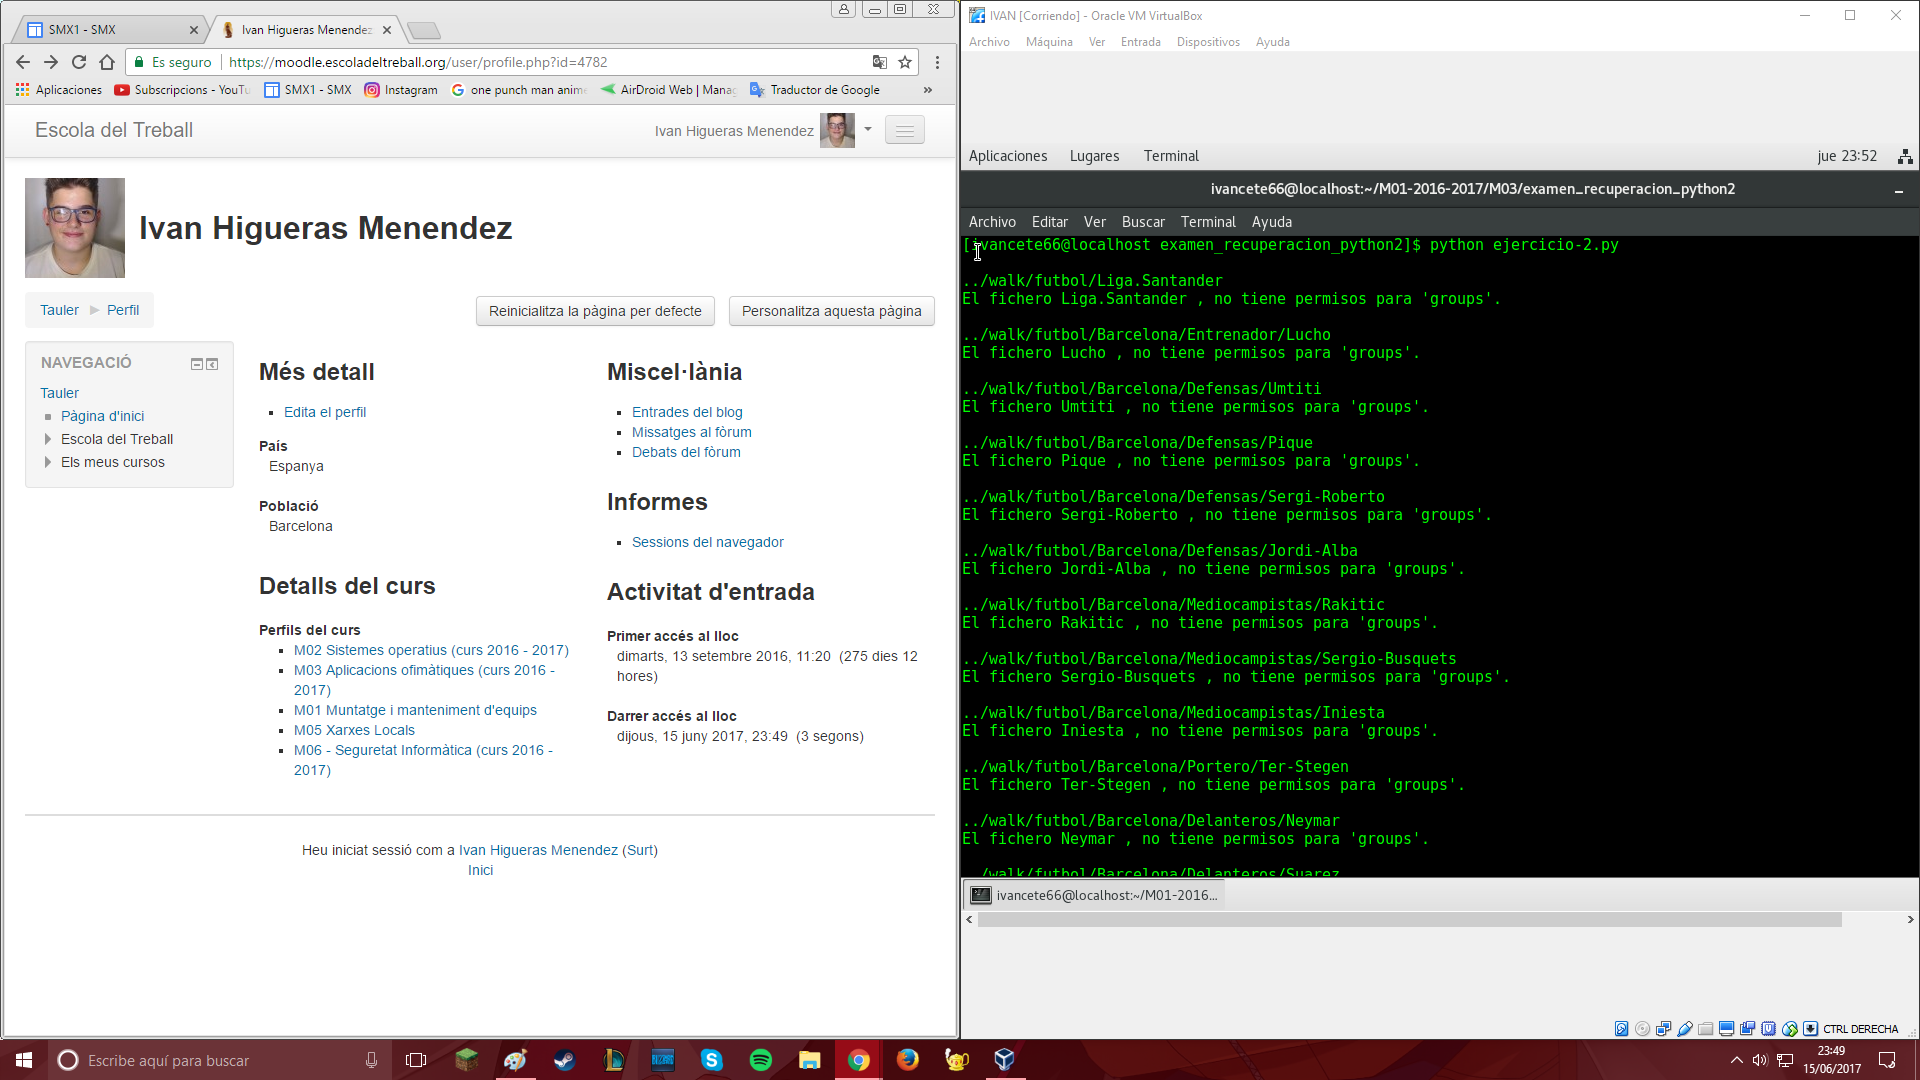 SMX1 - SMX
Ivan Higueras Menendez
Es seguro
https://moodle.escoladeltreball.org/user/profile.php?id=4782
Aplicaciones
Subscripcions - YouTu
SMX1 - SMX
Instagram
one punch man anim
AirDroid Web | Mana
Traductor de Google
»
Escola del Treball
Ivan Higueras Menendez
Ivan Higueras Menendez
Tauler
Perfil
Reinicialitza la pàgina per defecte
Personalitza aquesta pàgina
NAVEGACIÓ
Tauler
Pàgina d'inici
Escola del Treball
Els meus cursos
Més detall
Edita el perfil
País
Espanya
Població
Barcelona
Detalls del curs
Perfils del curs
M02 Sistemes operatius (curs 2016 - 2017)
M03 Aplicacions ofimàtiques (curs 2016 -
2017)
M01 Muntatge i manteniment d'equips
M05 Xarxes Locals
M06 - Seguretat Informàtica (curs 2016 -
2017)
Miscel·lània
Entrades del blog
Missatges al fòrum
Debats del fòrum
Informes
Sessions del navegador
Activitat d'entrada
Primer accés al lloc
dimarts, 13 setembre 2016, 11:20 (275 dies 12
hores)
Darrer accés al lloc
dijous, 15 juny 2017, 23:49 (3 segons)
Heu iniciat sessió com a Ivan Higueras Menendez (Surt)
Inici
IVAN [Corriendo] - Oracle VM VirtualBox
Archivo Máquina Ver Entrada Dispositivos Ayuda
Aplicaciones Lugares Terminal
jue 23:52
ivancete66@localhost:~/M01-2016-2017/M03/examen_recuperacion_python2
Archivo Editar Ver Buscar Terminal Ayuda
[ivancete66@localhost examen_recuperacion_python2]$ python ejercicio-2.py
../walk/futbol/Liga.Santander
El fichero Liga.Santander , no tiene permisos para 'groups'.
../walk/futbol/Barcelona/Entrenador/Lucho
El fichero Lucho , no tiene permisos para 'groups'.
../walk/futbol/Barcelona/Defensas/Umtiti
El fichero Umtiti , no tiene permisos para 'groups'.
../walk/futbol/Barcelona/Defensas/Pique
El fichero Pique , no tiene permisos para 'groups'.
../walk/futbol/Barcelona/Defensas/Sergi-Roberto
El fichero Sergi-Roberto , no tiene permisos para 'groups'.
../walk/futbol/Barcelona/Defensas/Jordi-Alba
El fichero Jordi-Alba , no tiene permisos para 'groups'.
../walk/futbol/Barcelona/Mediocampistas/Rakitic
El fichero Rakitic , no tiene permisos para 'groups'.
../walk/futbol/Barcelona/Mediocampistas/Sergio-Busquets
El fichero Sergio-Busquets , no tiene permisos para 'groups'.
../walk/futbol/Barcelona/Mediocampistas/Iniesta
El fichero Iniesta , no tiene permisos para 'groups'.
../walk/futbol/Barcelona/Portero/Ter-Stegen
El fichero Ter-Stegen , no tiene permisos para 'groups'.
../walk/futbol/Barcelona/Delanteros/Neymar
El fichero Neymar , no tiene permisos para 'groups'.
../walk/futbol/Barcelona/Delanteros/Suarez
ivancete66@localhost:~/M01-2016...
CTRL DERECHA
Escribe aquí para buscar
23:49
15/06/2017